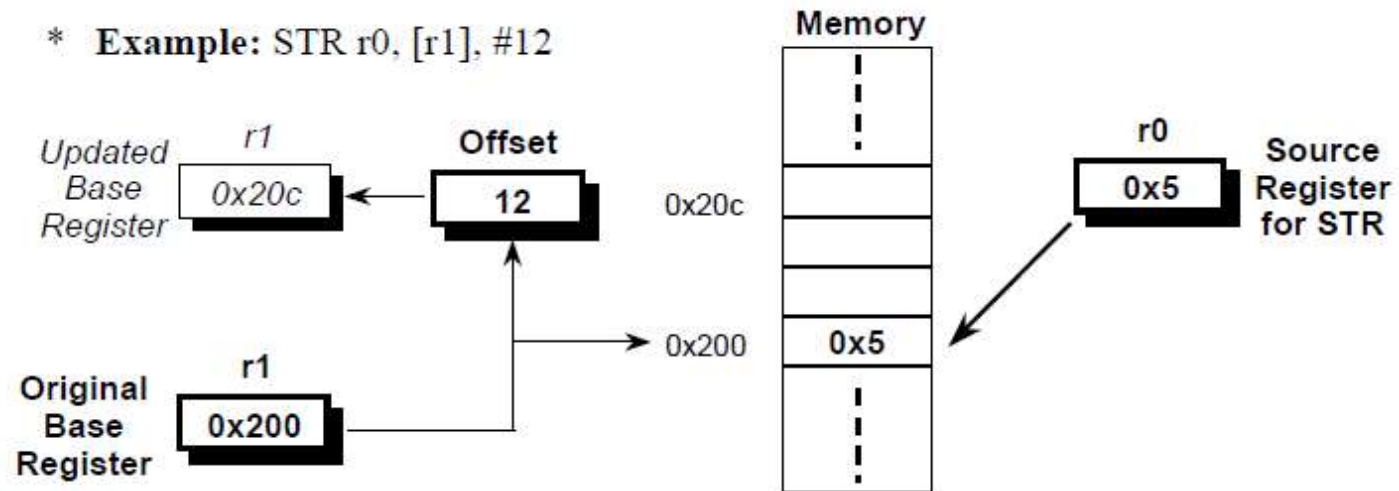 * Example: STR r0, [r1], #12
Memory
Updated
Base
Register
r1
0x20c
Offset
12
0x20c
r0
0x5
Source
Register
for STR
0x200
0x5
Original
Base
Register
r1
0x200